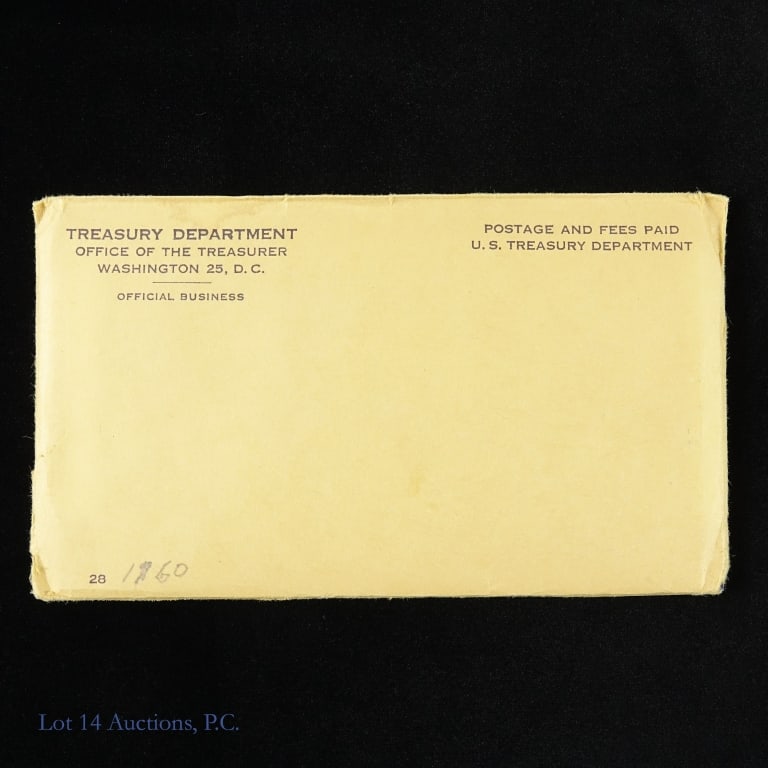 TREASURY DEPARTMENT
OFFICE OF THE TREASURER
WASHINGTON 25, D.C.
OFFICIAL BUSINESS
POSTAGE AND FEES PAID
U.S. TREASURY DEPARTMENT
28 1960
Lot 14 Auctions, P.C.